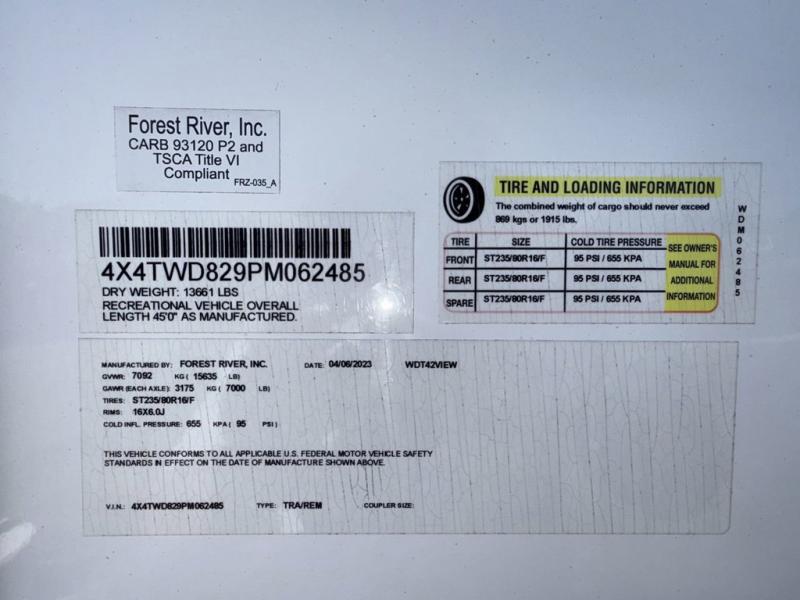 Forest River, Inc.
CARB 93120 P2 and
TSCA Title VI
Compliant
FRZ-035_A
4X4TWD829PM062485
DRY WEIGHT: 13661 LBS
RECREATIONAL VEHICLE OVERALL
LENGTH 45'0" AS MANUFACTURED.
TIRE AND LOADING INFORMATION
The combined weight of cargo should never exceed
869 kgs or 1915 lbs.
TIRE SIZE COLD TIRE PRESSURE
FRONT ST235/80R16/F 95 PSI / 655 KPA
REAR ST235/80R16/F 95 PSI / 655 KPA
SPARE ST235/80R16/F 95 PSI / 655 KPA
SEE OWNER'S
MANUAL FOR
ADDITIONAL
INFORMATION
WDM062485
MANUFACTURED BY: FOREST RIVER, INC. DATE: 04/06/2023 WDT42VIEW
GVWR: 7092 KG ( 15635 LB)
GAWR (EACH AXLE): 3175 KG ( 7000 LB)
TIRES: ST235/80R16/F
RIMS: 16X6.0J
COLD INFL. PRESSURE: 655 KPA ( 95 PSI)
THIS VEHICLE CONFORMS TO ALL APPLICABLE U.S. FEDERAL MOTOR VEHICLE SAFETY
STANDARDS IN EFFECT ON THE DATE OF MANUFACTURE SHOWN ABOVE.
V.I.N.: 4X4TWD829PM062485 TYPE: TRA/REM COUPLER SIZE: